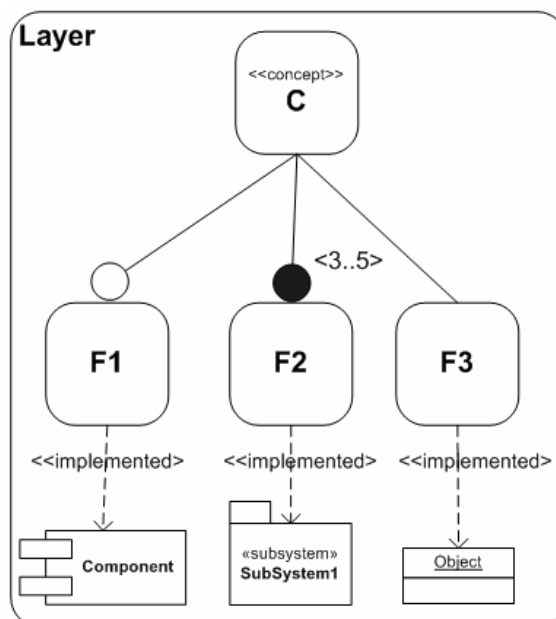 Layer
<<concept>>
C
<3..5>
F1
F2
F3
<<implemented>
<<implemented>
<<implemented>
Component
«subsystem»
SubSystem1
Object